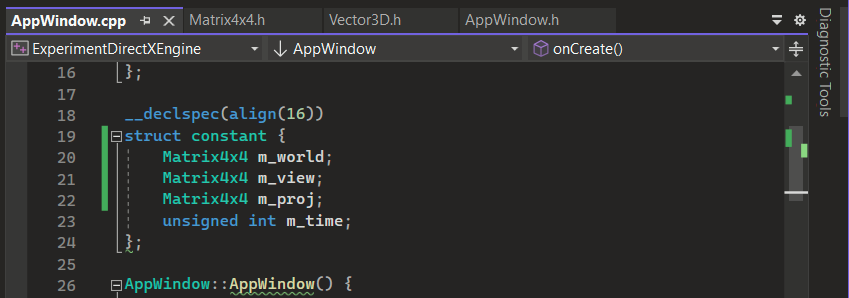 AppWindow.cpp Matrix4x4.h Vector3D.h AppWindow.h
ExperimentDirectXEngine AppWindow onCreate()
Diagnostic Tools
16 };
17
18 __declspec(align(16))
19 struct constant {
20 Matrix4x4 m_world;
21 Matrix4x4 m_view;
22 Matrix4x4 m_proj;
23 unsigned int m_time;
24 };
25
26 AppWindow::AppWindow() {